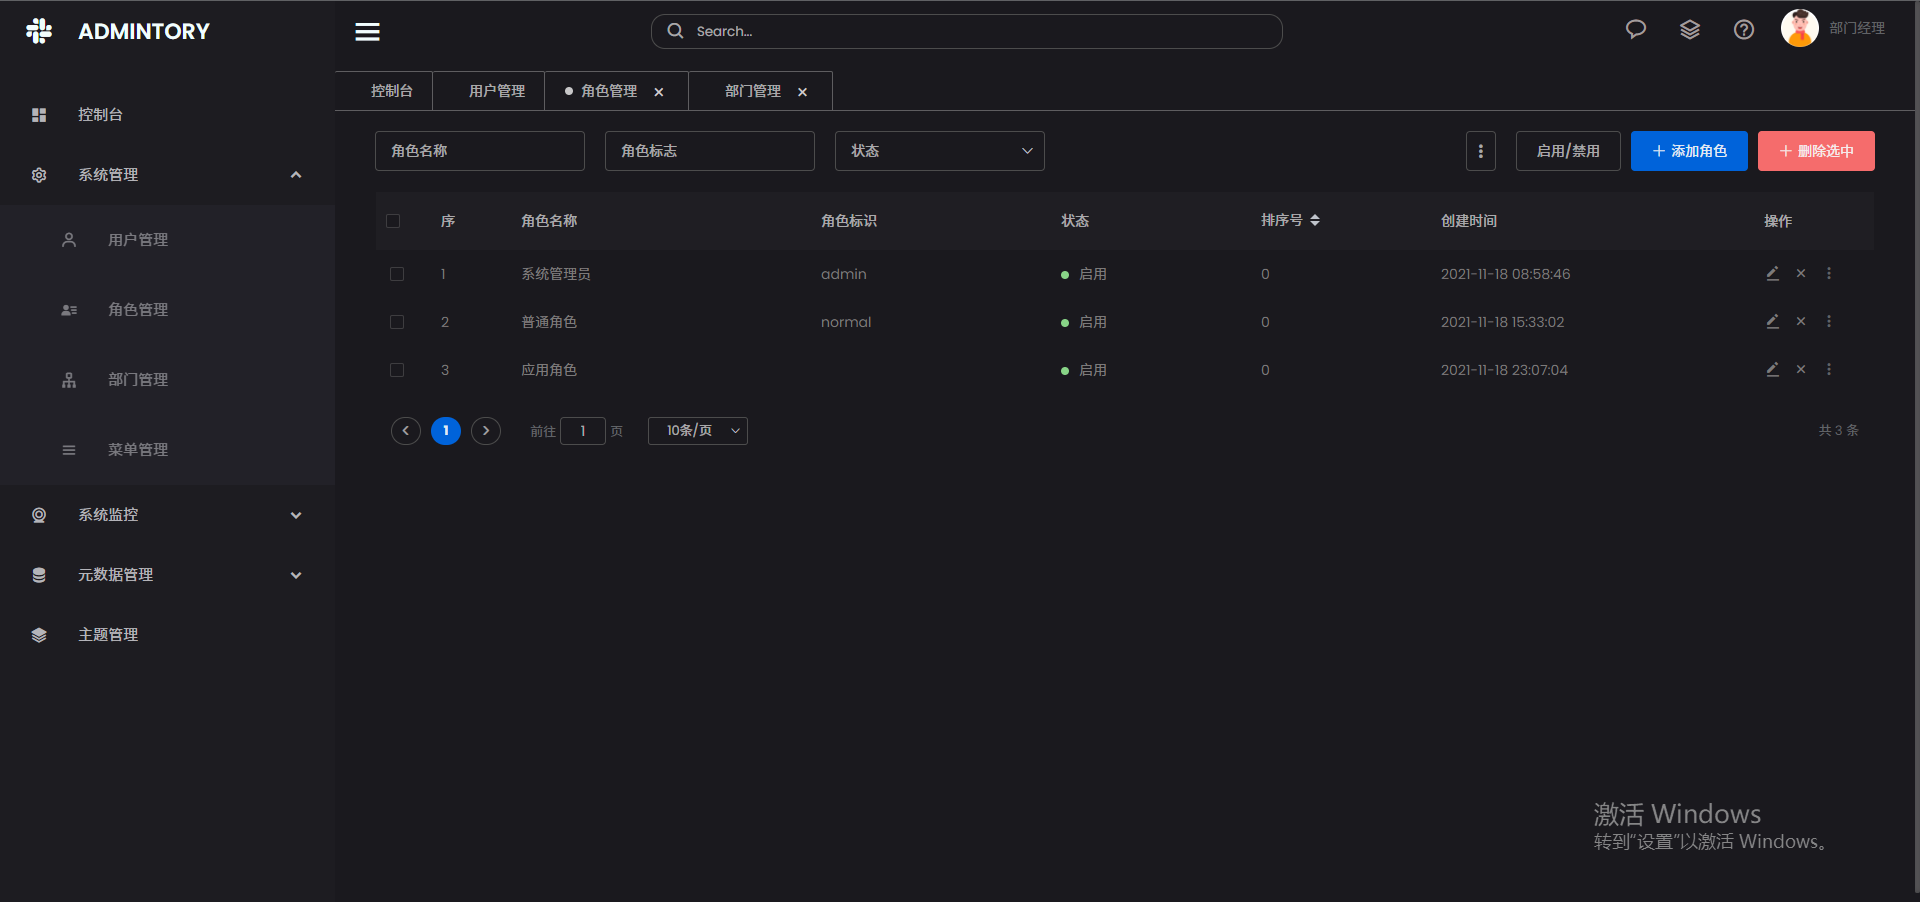 ADMINTORY
Search...
部门经理
控制台
系统管理
用户管理
角色管理
部门管理
菜单管理
系统监控
元数据管理
主题管理
控制台 用户管理 角色管理 部门管理
角色名称 角色标志 状态 启用/禁用 添加角色 删除选中
序 角色名称 角色标识 状态 排序号 创建时间 操作
1 系统管理员 admin 启用 0 2021-11-18 08:58:46
2 普通角色 normal 启用 0 2021-11-18 15:33:02
3 应用角色 启用 0 2021-11-18 23:07:04
1 前往 1 页 10条/页 共 3 条
激活 Windows
转到“设置”以激活 Windows。